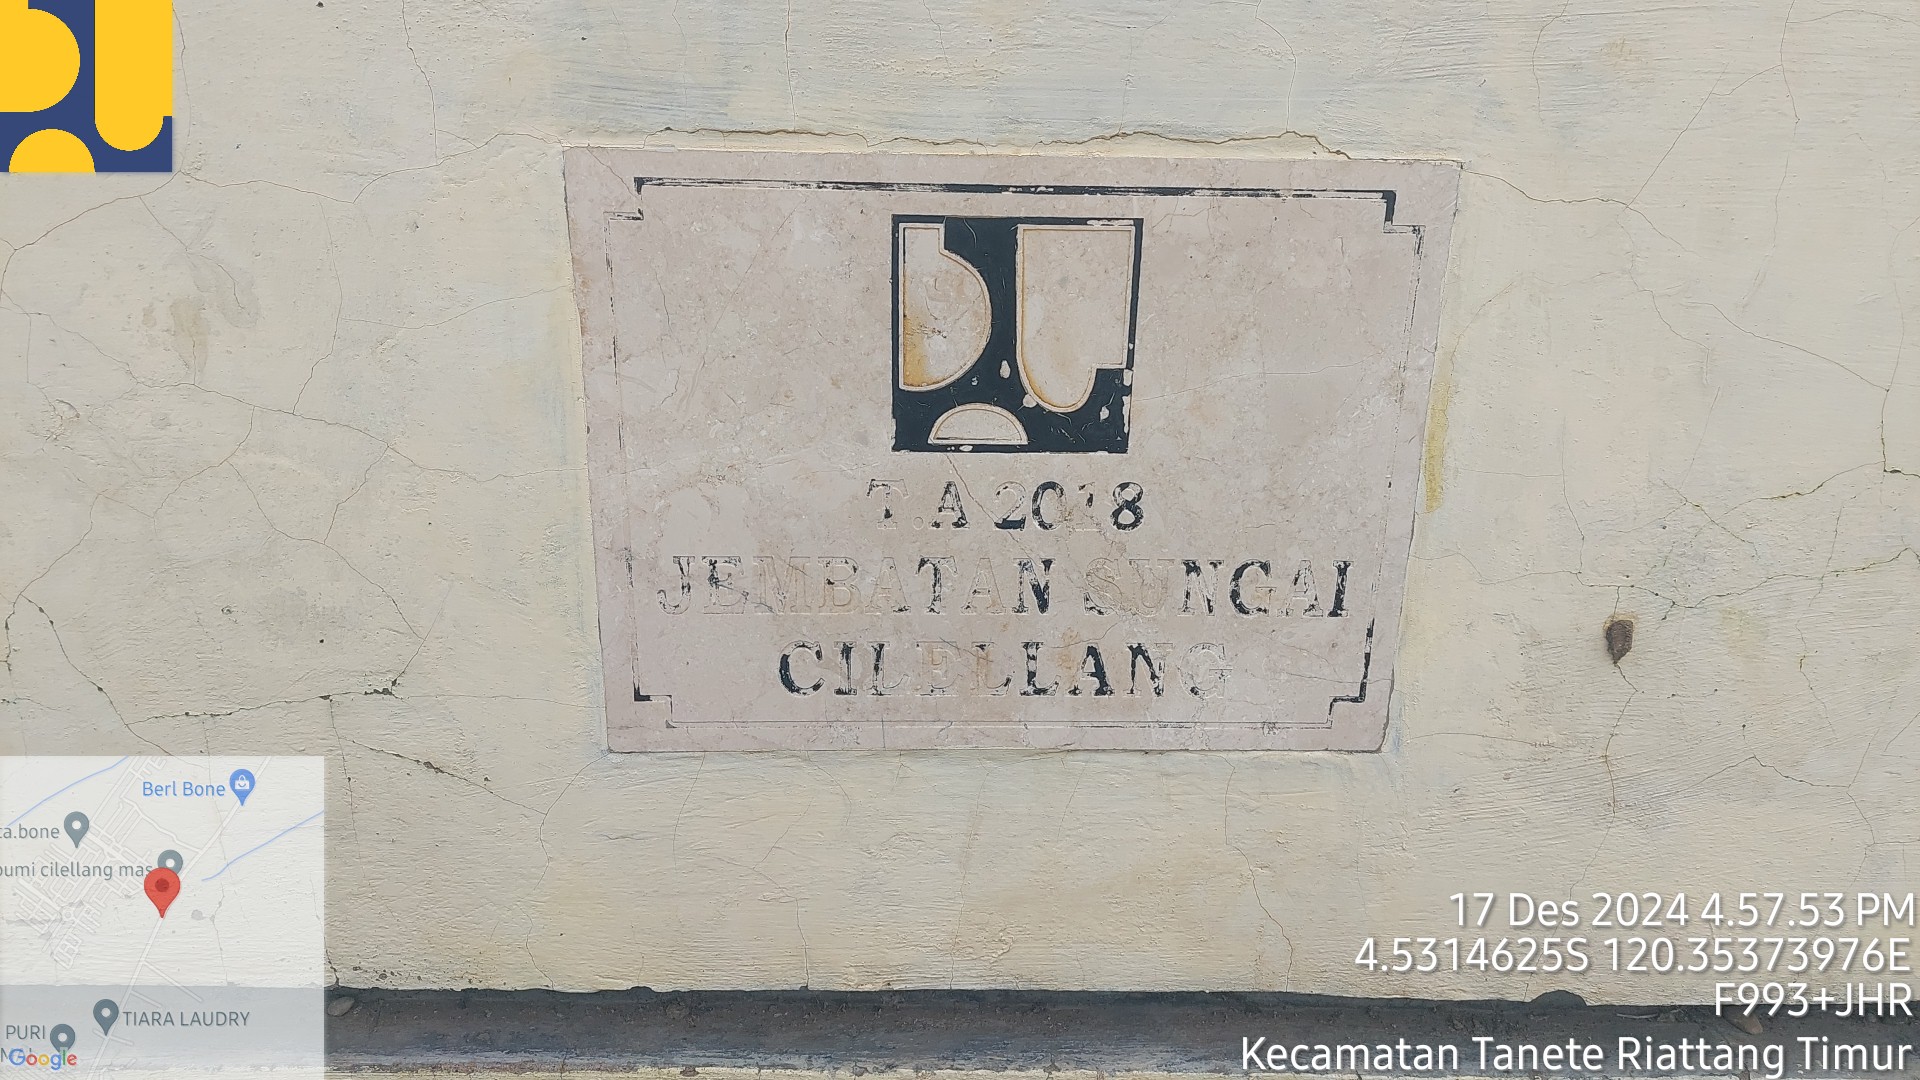 T.A 2018
JEMBATAN SUNGAI
CILELLANG
Berl Bone
ta.bone
bumi cilellang mas
TIARA LAUDRY
PURI
Google
17 Des 2024 4.57.53 PM
4.5314625S 120.35373976E
F993+JHR
Kecamatan Tanete Riattang Timur